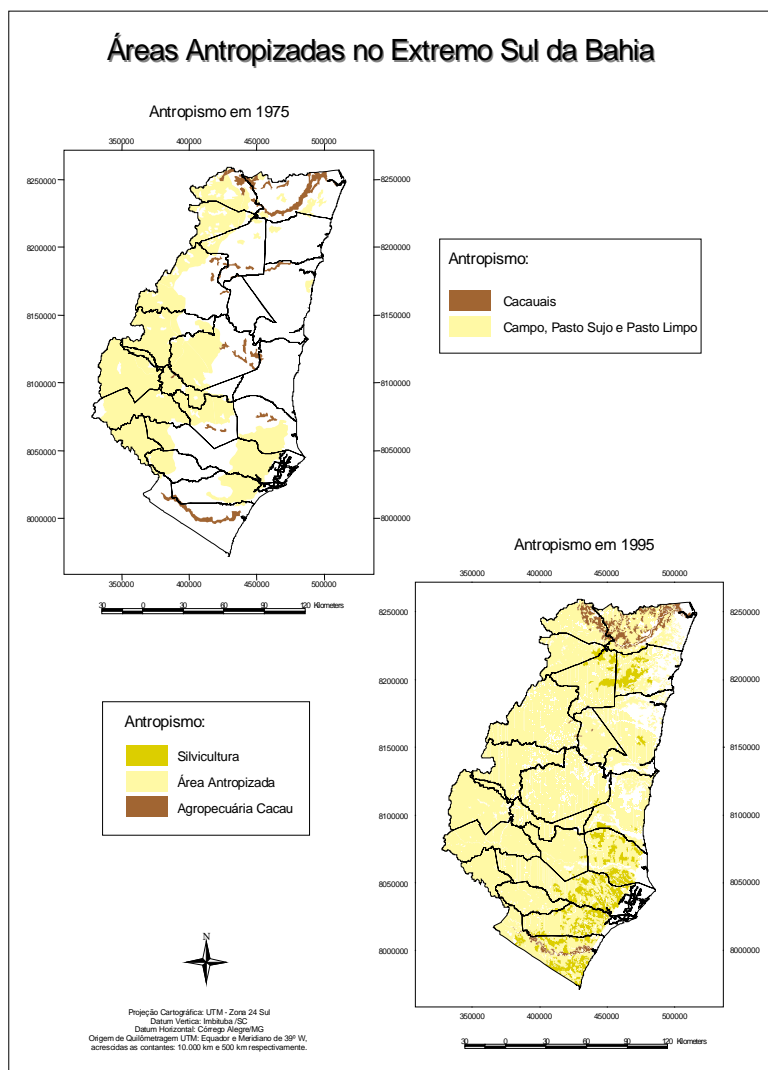 Áreas Antropizadas no Extremo Sul da Bahia
Antropismo em 1975
350000 400000 450000 500000
8250000 8250000
8200000 8200000
8150000 8150000
8100000 8100000
8050000 8050000
8000000 8000000
350000 400000 450000 500000
30 0 30 60 90 120 Kilometers
Antropismo:
Cacauais
Campo, Pasto Sujo e Pasto Limpo
Antropismo em 1995
350000 400000 450000 500000
8250000 8250000
8200000 8200000
8150000 8150000
8100000 8100000
8050000 8050000
8000000 8000000
350000 400000 450000 500000
30 0 30 60 90 120 Kilometers
Antropismo:
Silvicultura
Área Antropizada
Agropecuária Cacau
N
Projeção Cartográfica: UTM - Zona 24 Sul
Datum Vertica: Imbituba /SC
Datum Horizontal: Córrego Alegre/MG
Origem de Quilômetragem UTM: Equador e Meridiano de 39º W,
acrescidas as contantes: 10.000 km e 500 km respectivamente.